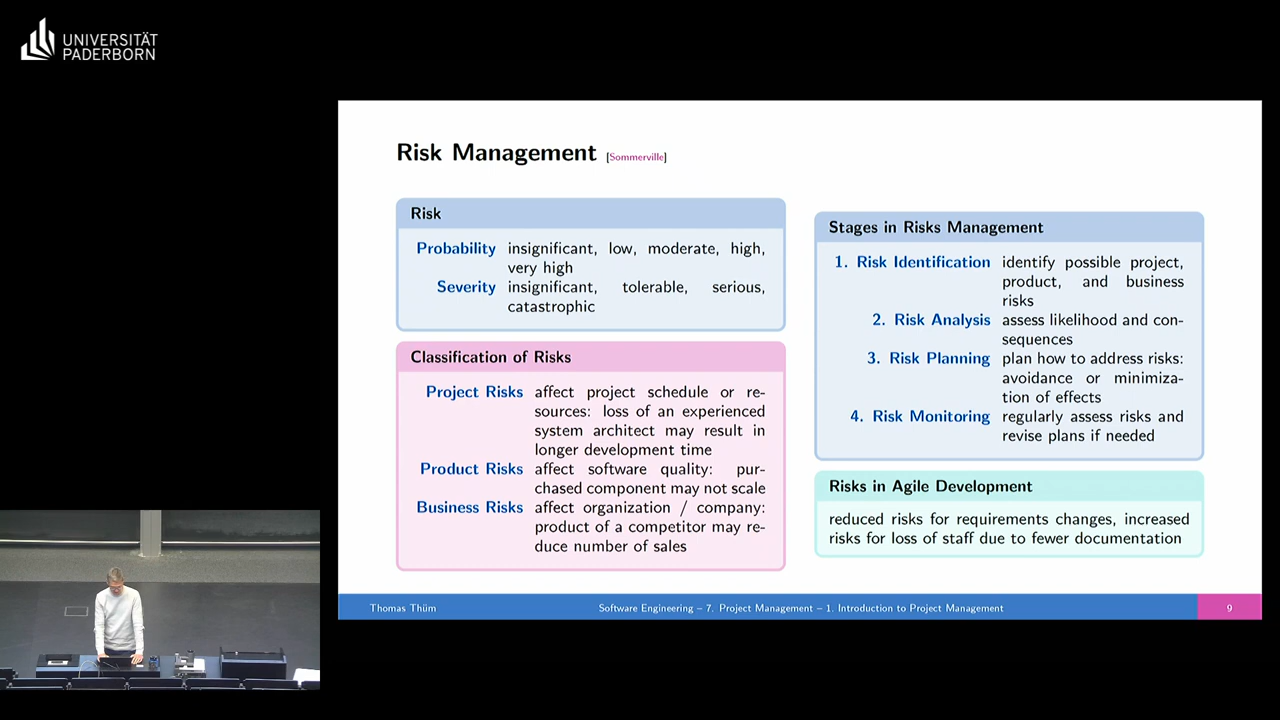 UNIVERSITÄT
PADERBORN
Risk Management [Sommerville]
Risk
Probability insignificant, low, moderate, high,
very high
Severity insignificant, tolerable, serious,
catastrophic
Classification of Risks
Project Risks affect project schedule or re-
sources: loss of an experienced
system architect may result in
longer development time
Product Risks affect software quality: pur-
chased component may not scale
Business Risks affect organization / company:
product of a competitor may re-
duce number of sales
Stages in Risks Management
1. Risk Identification identify possible project,
product, and business
risks
2. Risk Analysis assess likelihood and con-
sequences
3. Risk Planning plan how to address risks:
avoidance or minimiza-
tion of effects
4. Risk Monitoring regularly assess risks and
revise plans if needed
Risks in Agile Development
reduced risks for requirements changes, increased
risks for loss of staff due to fewer documentation
Thomas Thüm Software Engineering – 7. Project Management – 1. Introduction to Project Management 9